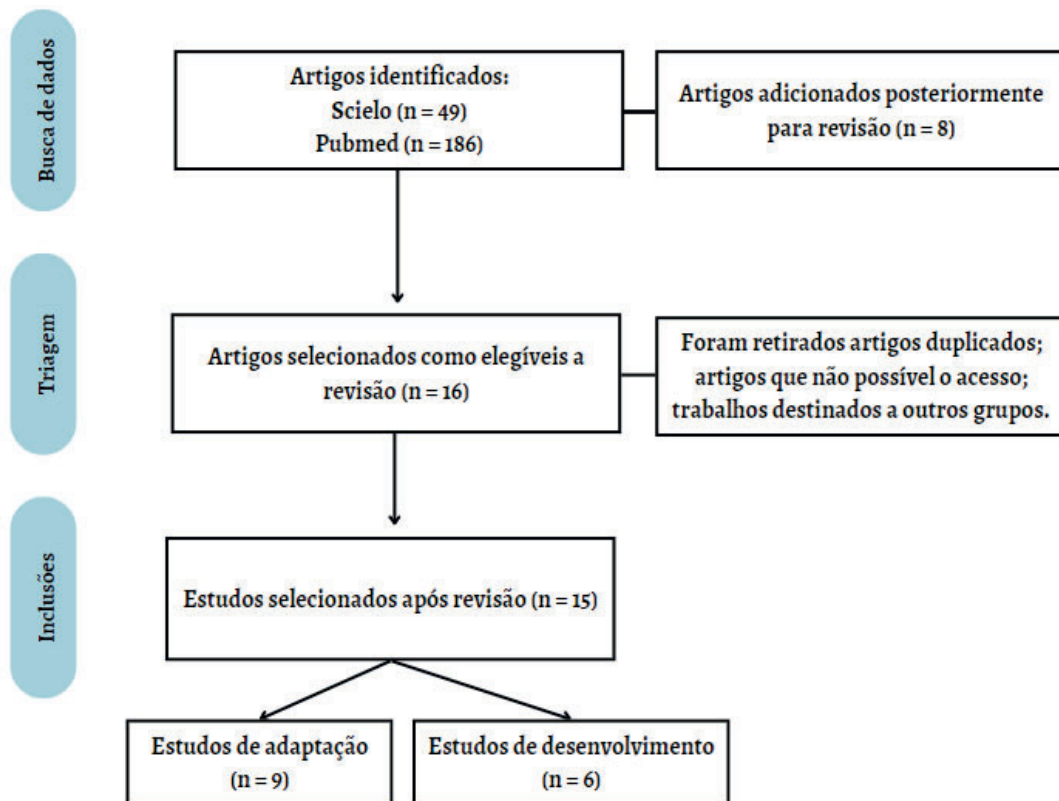 Busca de dados
Artigos identificados:
Scielo (n = 49)
Pubmed (n = 186)
Artigos adicionados posteriormente
para revisão (n = 8)
Triagem
Artigos selecionados como elegíveis a
revisão (n = 16)
Foram retirados artigos duplicados;
artigos que não possível o acesso;
trabalhos destinados a outros grupos.
Inclusões
Estudos selecionados após revisão (n = 15)
Estudos de adaptação
(n = 9)
Estudos de desenvolvimento
(n = 6)